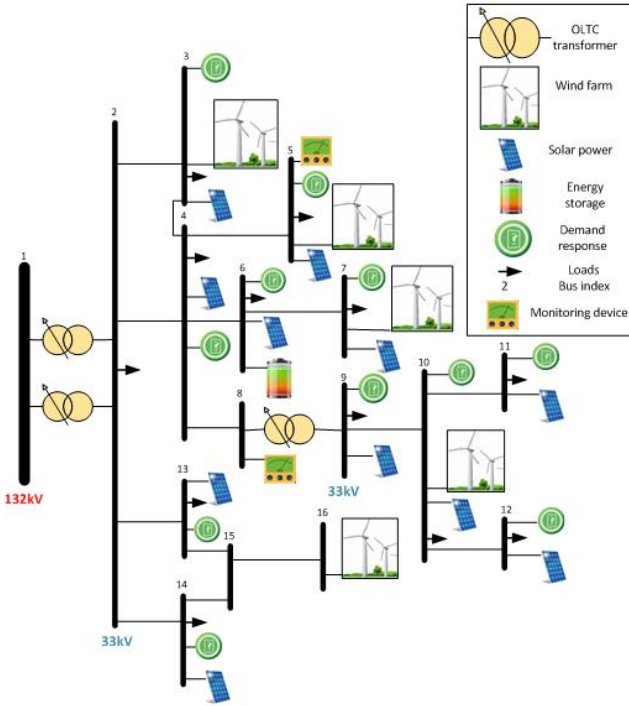 OLTC
transformer
Wind farm
Solar power
Energy
storage
Demand
response
Loads
2
Bus index
Monitoring device
1
132kV
2
33kV
3
4
5
6
7
8
9
33kV
10
11
12
13
14
15
16